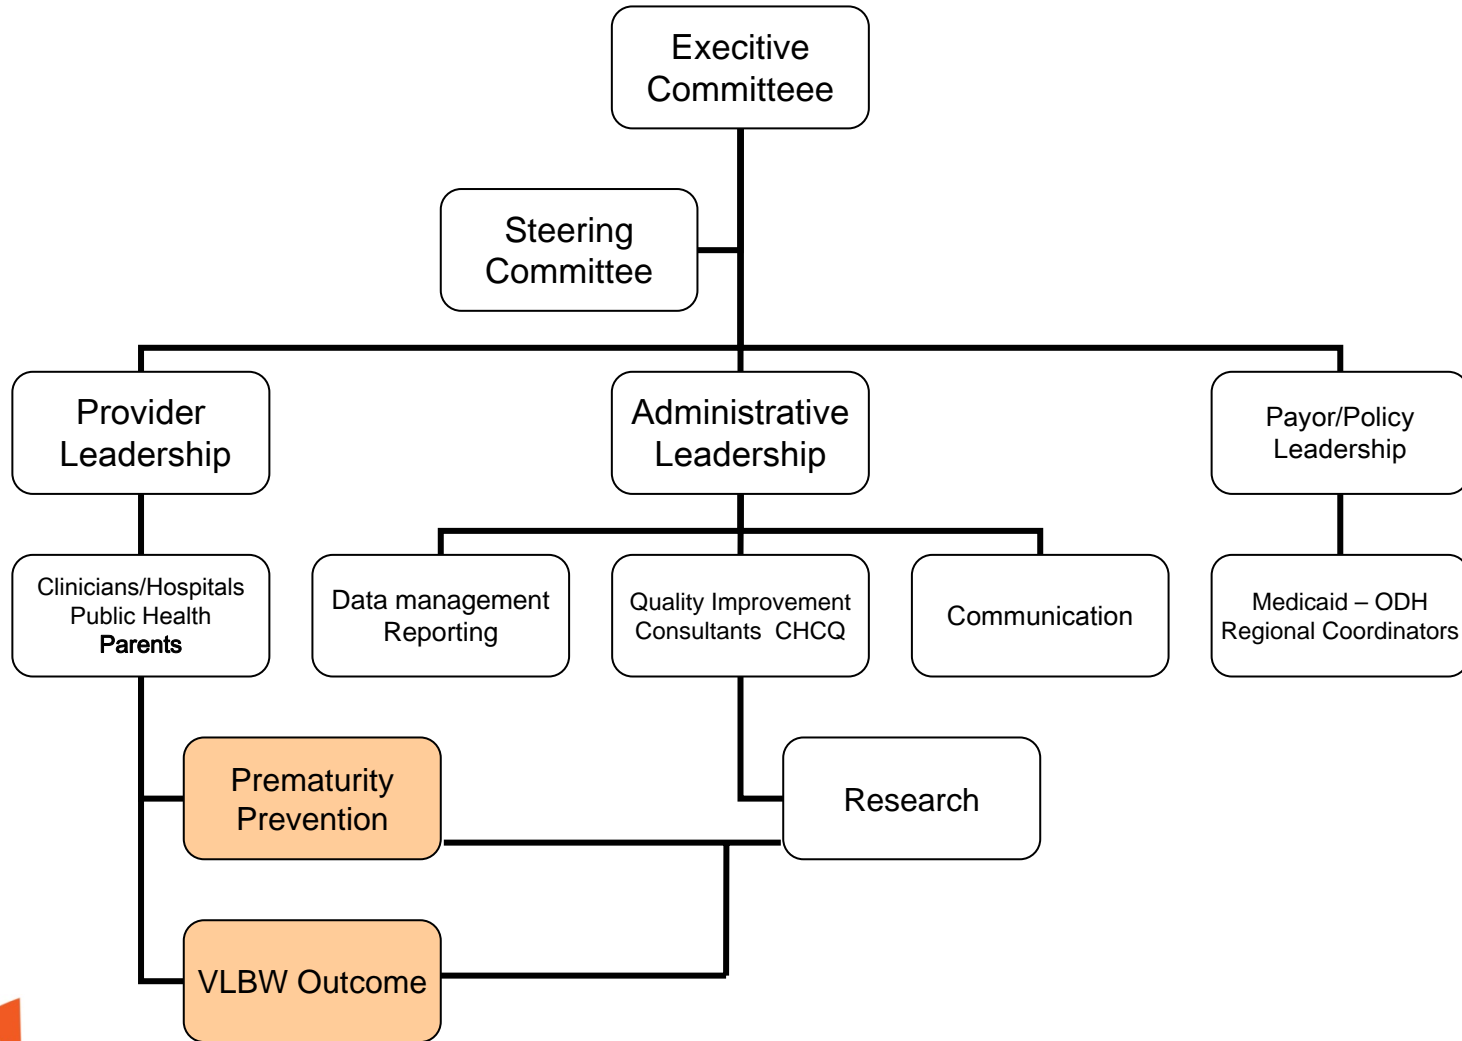 Execitive
Committeee
Steering
Committee
Provider
Leadership
Administrative
Leadership
Payor/Policy
Leadership
Clinicians/Hospitals
Public Health
Parents
Data management
Reporting
Quality Improvement
Consultants  CHCQ
Communication
Medicaid – ODH
Regional Coordinators
Prematurity
Prevention
Research
VLBW Outcome